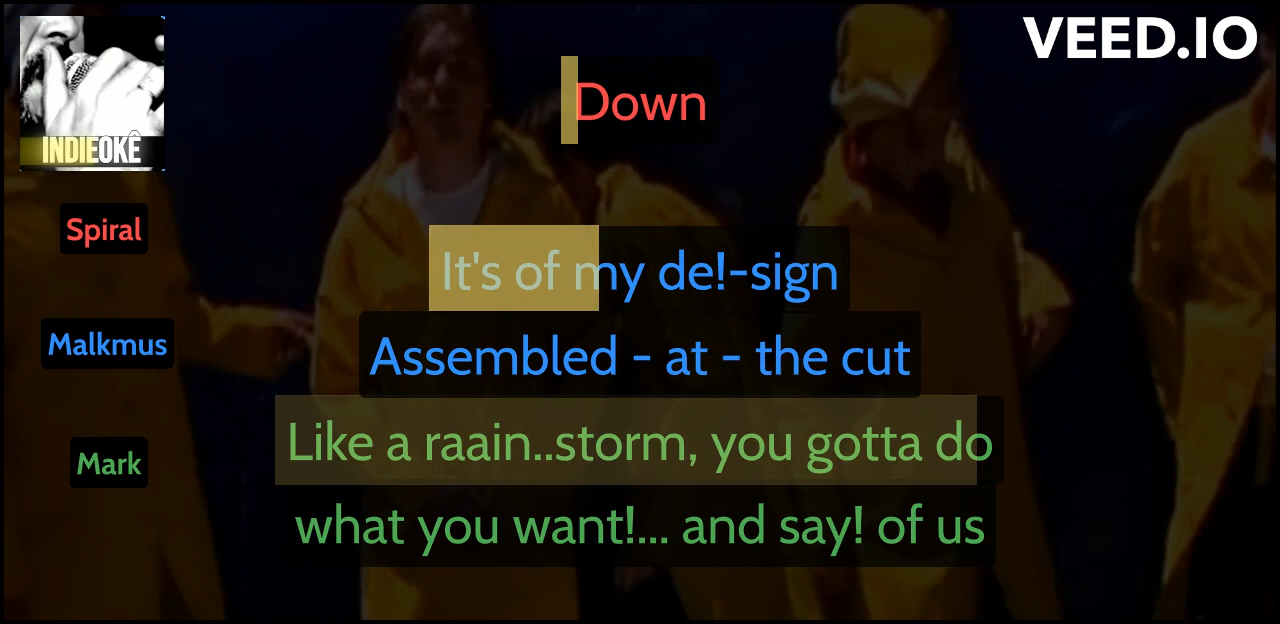 VEED.IO
INDIEOKÊ
Down
Spiral
It's of my de!-sign
Malkmus
Assembled - at - the cut
Like a raain..storm, you gotta do
Mark
what you want!... and say! of us